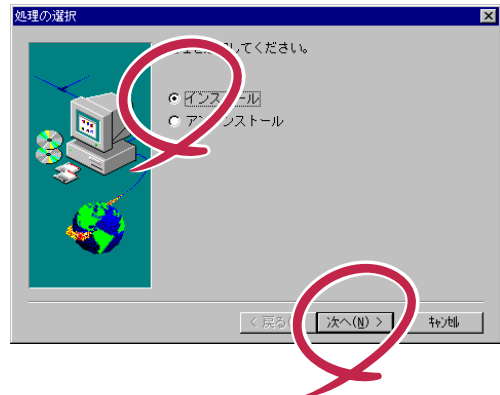 処理の選択
してください。
インストール
アンインストール
< 戻る
次へ(N) >
キャンセル